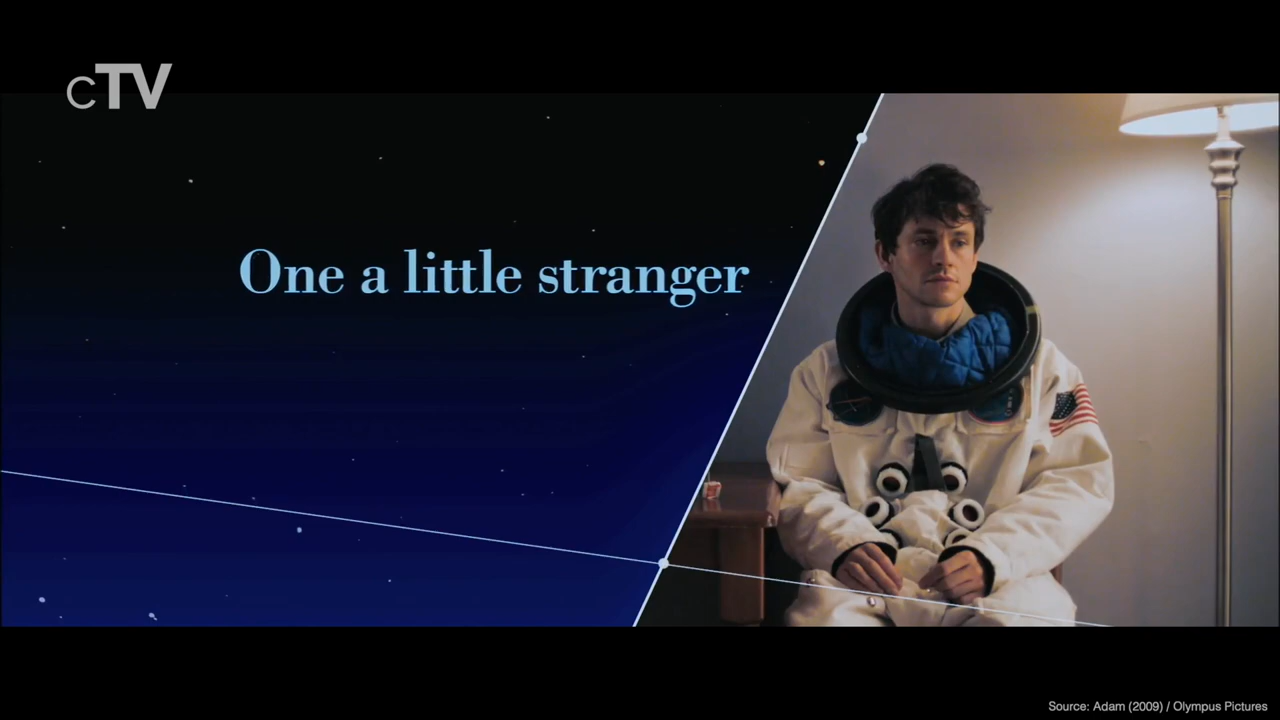 cTV
One a little stranger
Source: Adam (2009) / Olympus Pictures